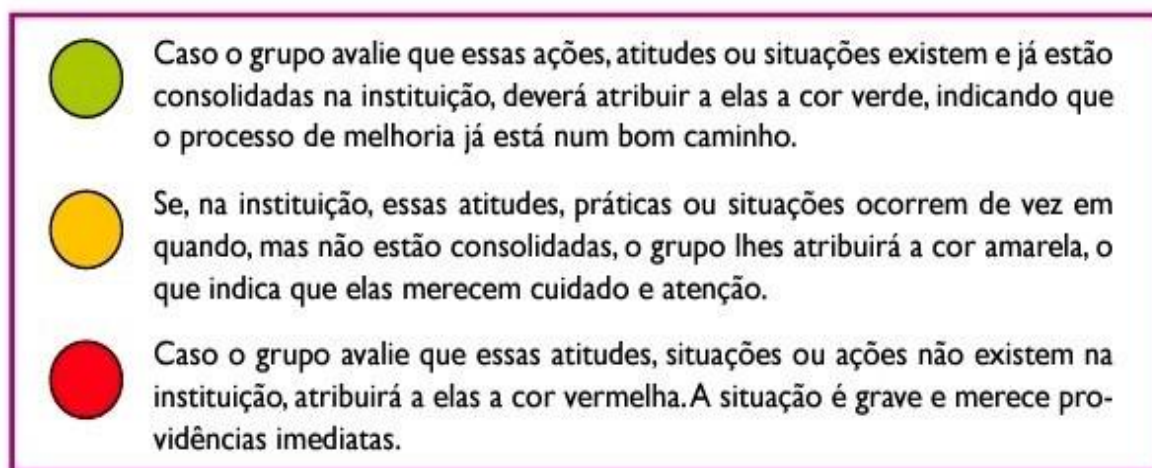 Caso o grupo avalie que essas ações, atitudes ou situações existem e já estão
consolidadas na instituição, deverá atribuir a elas a cor verde, indicando que
o processo de melhoria já está num bom caminho.
Se, na instituição, essas atitudes, práticas ou situações ocorrem de vez em
quando, mas não estão consolidadas, o grupo lhes atribuirá a cor amarela, o
que indica que elas merecem cuidado e atenção.
Caso o grupo avalie que essas atitudes, situações ou ações não existem na
instituição, atribuirá a elas a cor vermelha. A situação é grave e merece pro-
vidências imediatas.